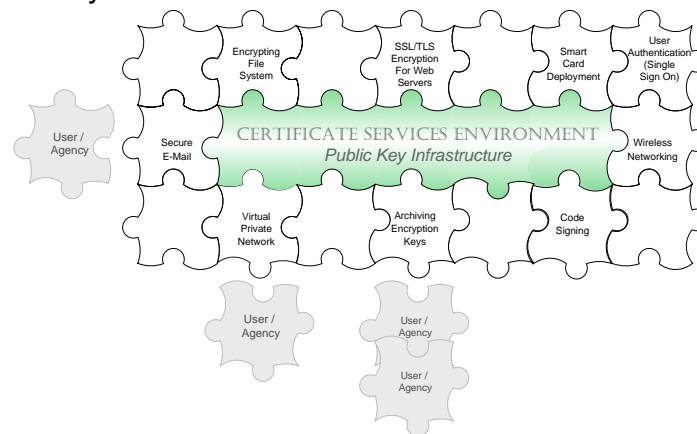 Encrypting
File
System
SSL/TLS
Encryption
For Web
Servers
Smart
Card
Deployment
User
Authentication
(Single
Sign On)
User /
Agency
Secure
E-Mail
CERTIFICATE SERVICES ENVIRONMENT
Public Key Infrastructure
Wireless
Networking
Virtual
Private
Network
Archiving
Encryption
Keys
Code
Signing
User /
Agency
User /
Agency
User /
Agency